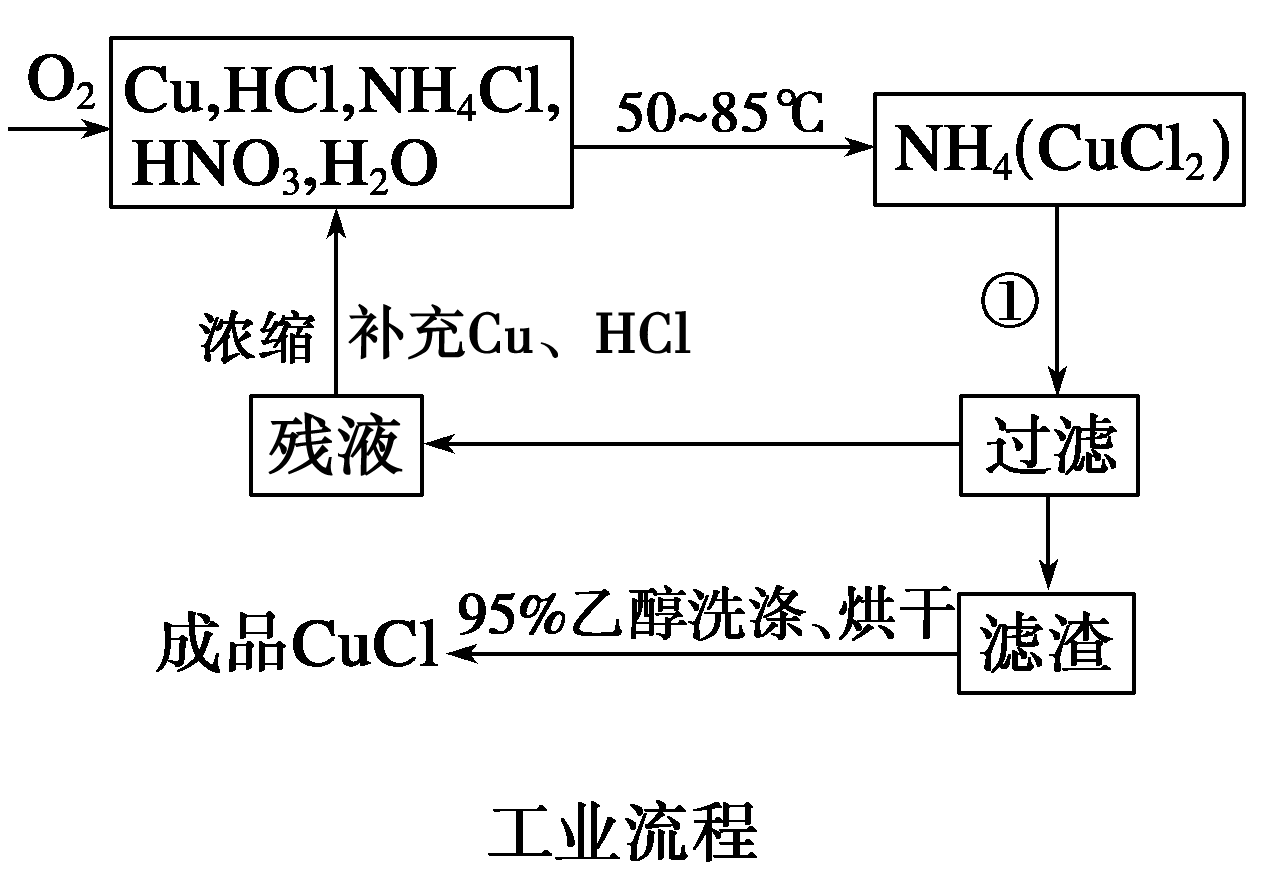 O₂
Cu,HCl,NH₄Cl,
HNO₃,H₂O
50~85℃
NH₄(CuCl₂)
①
浓缩
补充Cu、HCl
残液
过滤
成品CuCl
95%乙醇洗涤、烘干
滤渣
工业流程